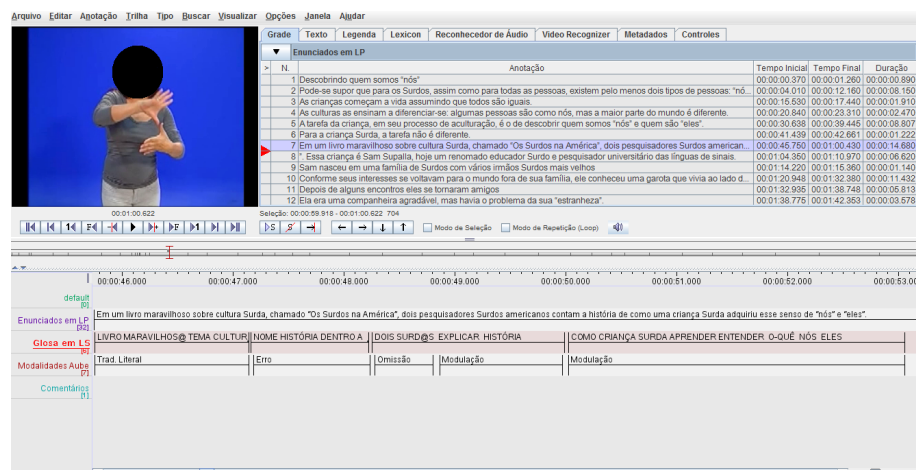 Arquivo Editar Anotação Trilha Tipo Buscar Visualizar Opções Janela Ajudar
Grade Texto Legenda Lexicon Reconhecedor de Áudio Video Recognizer Metadados Controles
Enunciados em LP
> N. Anotação Tempo Inicial Tempo Final Duração
1 Descobrindo quem somos "nós" 00:00:00.370 00:00:01.260 00:00:00.890
2 Pode-se supor que para os Surdos, assim como para todas as pessoas, existem pelo menos dois tipos de pessoas: "nó... 00:00:04.010 00:00:12.160 00:00:08.150
3 As crianças começam a vida assumindo que todos são iguais. 00:00:15.530 00:00:17.440 00:00:01.910
4 As culturas as ensinam a diferenciar-se: algumas pessoas são como nós, mas a maior parte do mundo é diferente. 00:00:20.840 00:00:23.310 00:00:02.470
5 A tarefa da criança, em seu processo de aculturação, é o de descobrir quem somos "nós" e quem são "eles". 00:00:30.638 00:00:39.445 00:00:08.807
6 Para a criança Surda, a tarefa não é diferente. 00:00:41.439 00:00:42.661 00:00:01.222
7 Em um livro maravilhoso sobre cultura Surda, chamado "Os Surdos na América", dois pesquisadores Surdos american... 00:00:45.750 00:01:00.430 00:00:14.680
8 ". Essa criança é Sam Supalla, hoje um renomado educador Surdo e pesquisador universitário das línguas de sinais. 00:01:04.350 00:01:10.970 00:00:06.620
9 Sam nasceu em uma família de Surdos com vários irmãos Surdos mais velhos 00:01:14.220 00:01:15.360 00:00:01.140
10 Conforme seus interesses se voltavam para o mundo fora de sua família, ele conheceu uma garota que vivia ao lado d... 00:01:20.948 00:01:32.380 00:00:11.432
11 Depois de alguns encontros eles se tornaram amigos 00:01:32.935 00:01:38.748 00:00:05.813
12 Ela era uma companheira agradável, mas havia o problema da sua "estranheza". 00:01:38.775 00:01:42.353 00:00:03.578
00:01:00.622 Seleção: 00:00:59.918 - 00:01:00.622 704
Modo de Seleção Modo de Repetição (Loop)
00:00:46.000 00:00:47.000 00:00:48.000 00:00:49.000 00:00:50.000 00:00:51.000 00:00:52.000 00:00:53.00
default
[0]
Enunciados em LP Em um livro maravilhoso sobre cultura Surda, chamado "Os Surdos na América", dois pesquisadores Surdos americanos contam a história de como uma criança Surda adquiriu esse senso de "nós" e "eles".
[32]
Glosa em LS LIVRO MARAVILHOS@ TEMA CULTUR NOME HISTÓRIA DENTRO A DOIS SURD@S EXPLICAR HISTÓRIA COMO CRIANÇA SURDA APRENDER ENTENDER O-QUÊ NÓS ELES
[6]
Modalidades Aube Trad. Literal Erro Omissão Modulação Modulação
[7]
Comentários
[1]